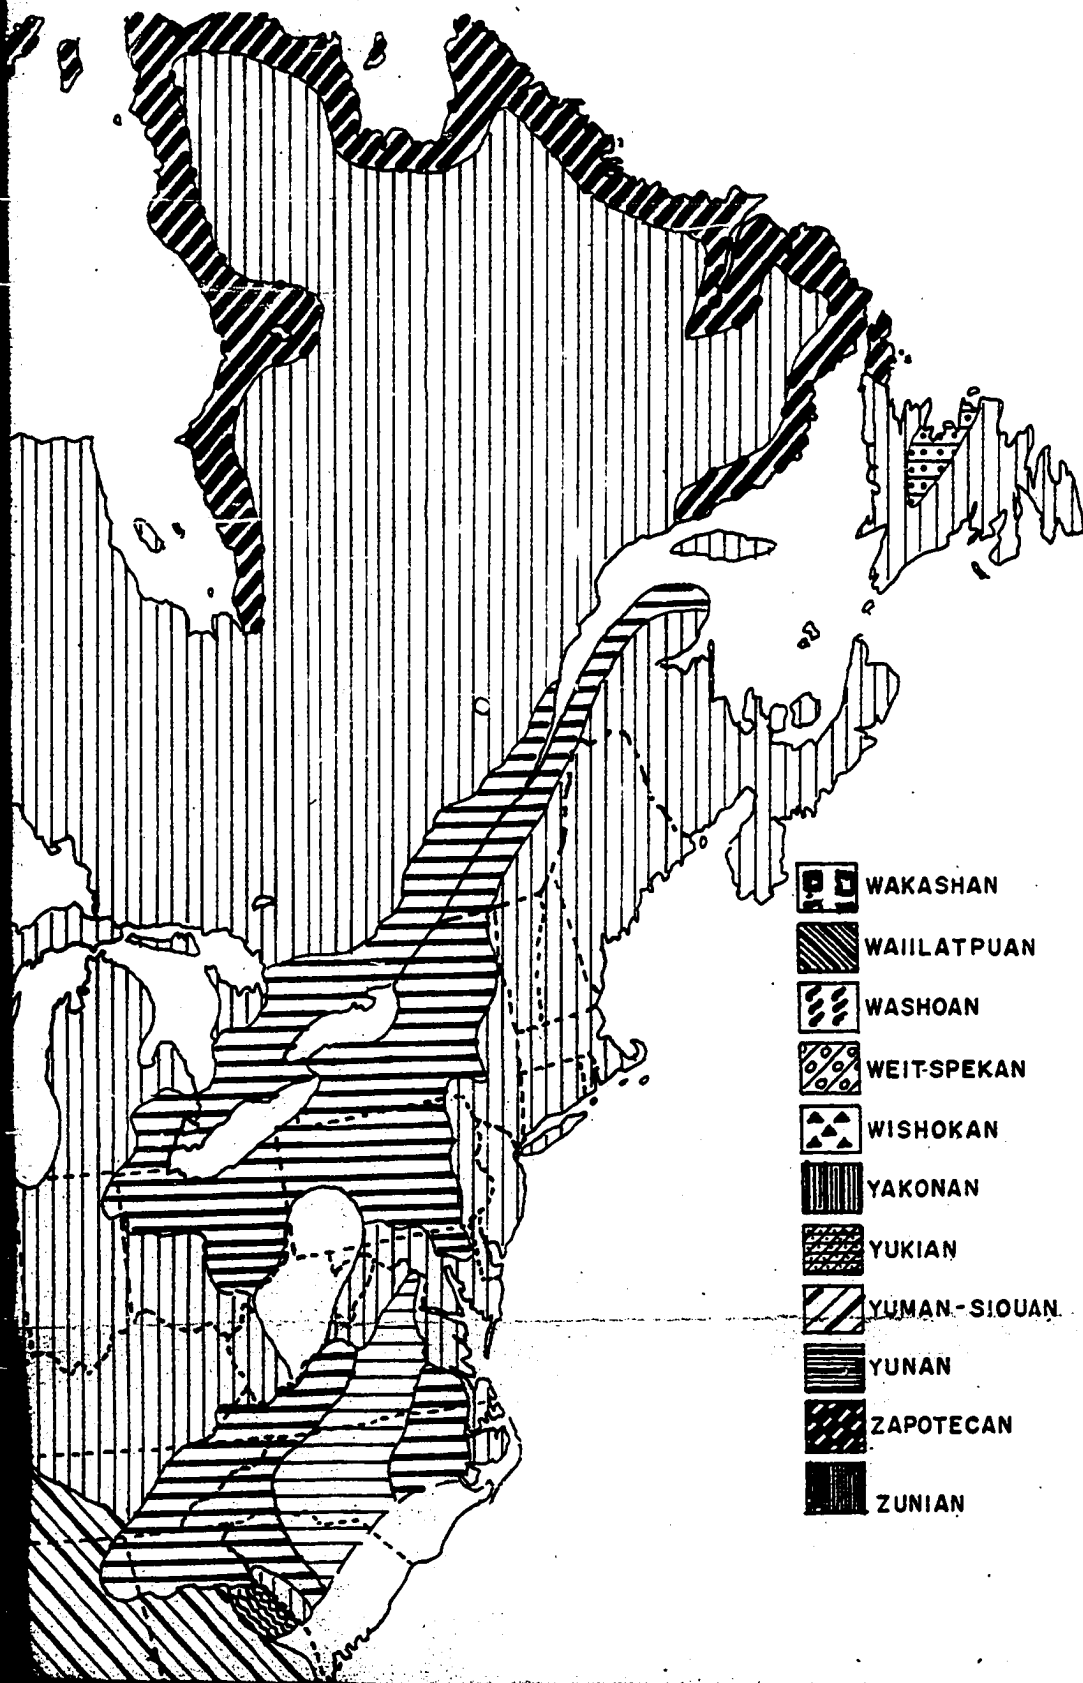 WAKASHAN
WAIILATPUAN
WASHOAN
WEIT-SPEKAN
WISHOKAN
YAKONAN
YUKIAN
YUMAN-SIOUAN
YUNAN
ZAPOTECAN
ZUNIAN